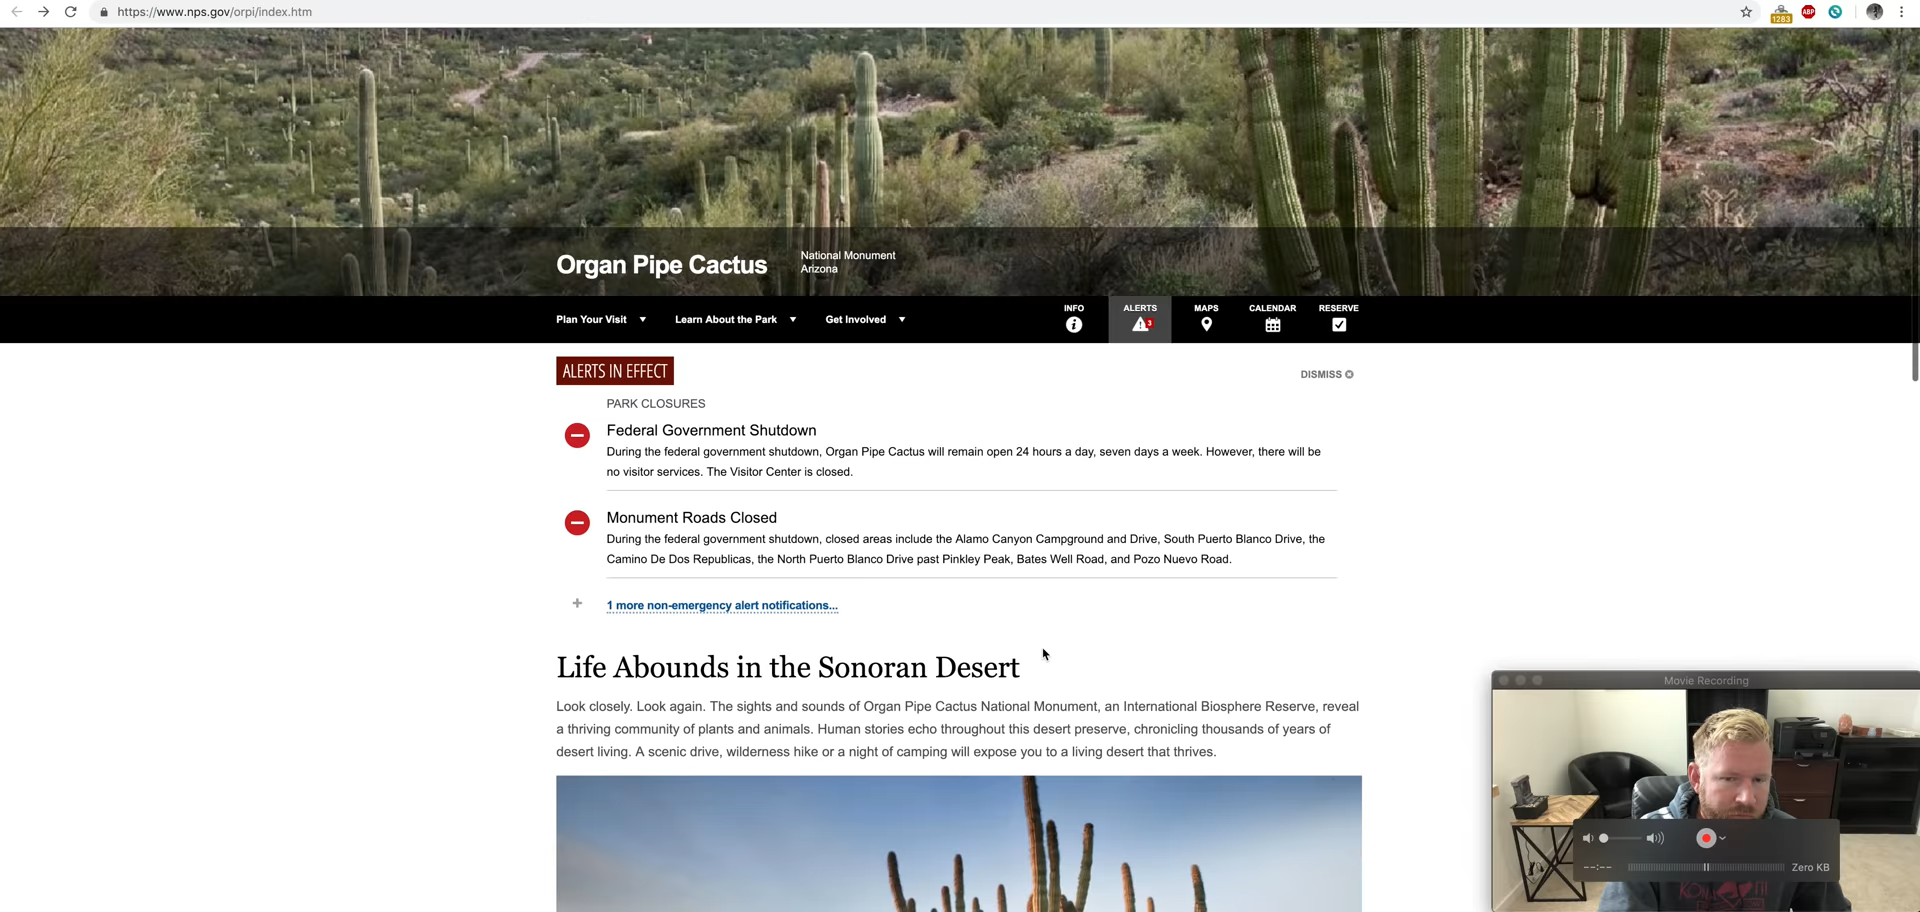 https://www.nps.gov/orpi/index.htm
1283
ABP
Organ Pipe Cactus
National Monument
Arizona
Plan Your Visit
Learn About the Park
Get Involved
INFO
ALERTS
3
MAPS
CALENDAR
RESERVE
ALERTS IN EFFECT
DISMISS
PARK CLOSURES
Federal Government Shutdown
During the federal government shutdown, Organ Pipe Cactus will remain open 24 hours a day, seven days a week. However, there will be
no visitor services. The Visitor Center is closed.
Monument Roads Closed
During the federal government shutdown, closed areas include the Alamo Canyon Campground and Drive, South Puerto Blanco Drive, the
Camino De Dos Republicas, the North Puerto Blanco Drive past Pinkley Peak, Bates Well Road, and Pozo Nuevo Road.
1 more non-emergency alert notifications...
Life Abounds in the Sonoran Desert
Look closely. Look again. The sights and sounds of Organ Pipe Cactus National Monument, an International Biosphere Reserve, reveal
a thriving community of plants and animals. Human stories echo throughout this desert preserve, chronicling thousands of years of
desert living. A scenic drive, wilderness hike or a night of camping will expose you to a living desert that thrives.
Movie Recording
--:--
Zero KB